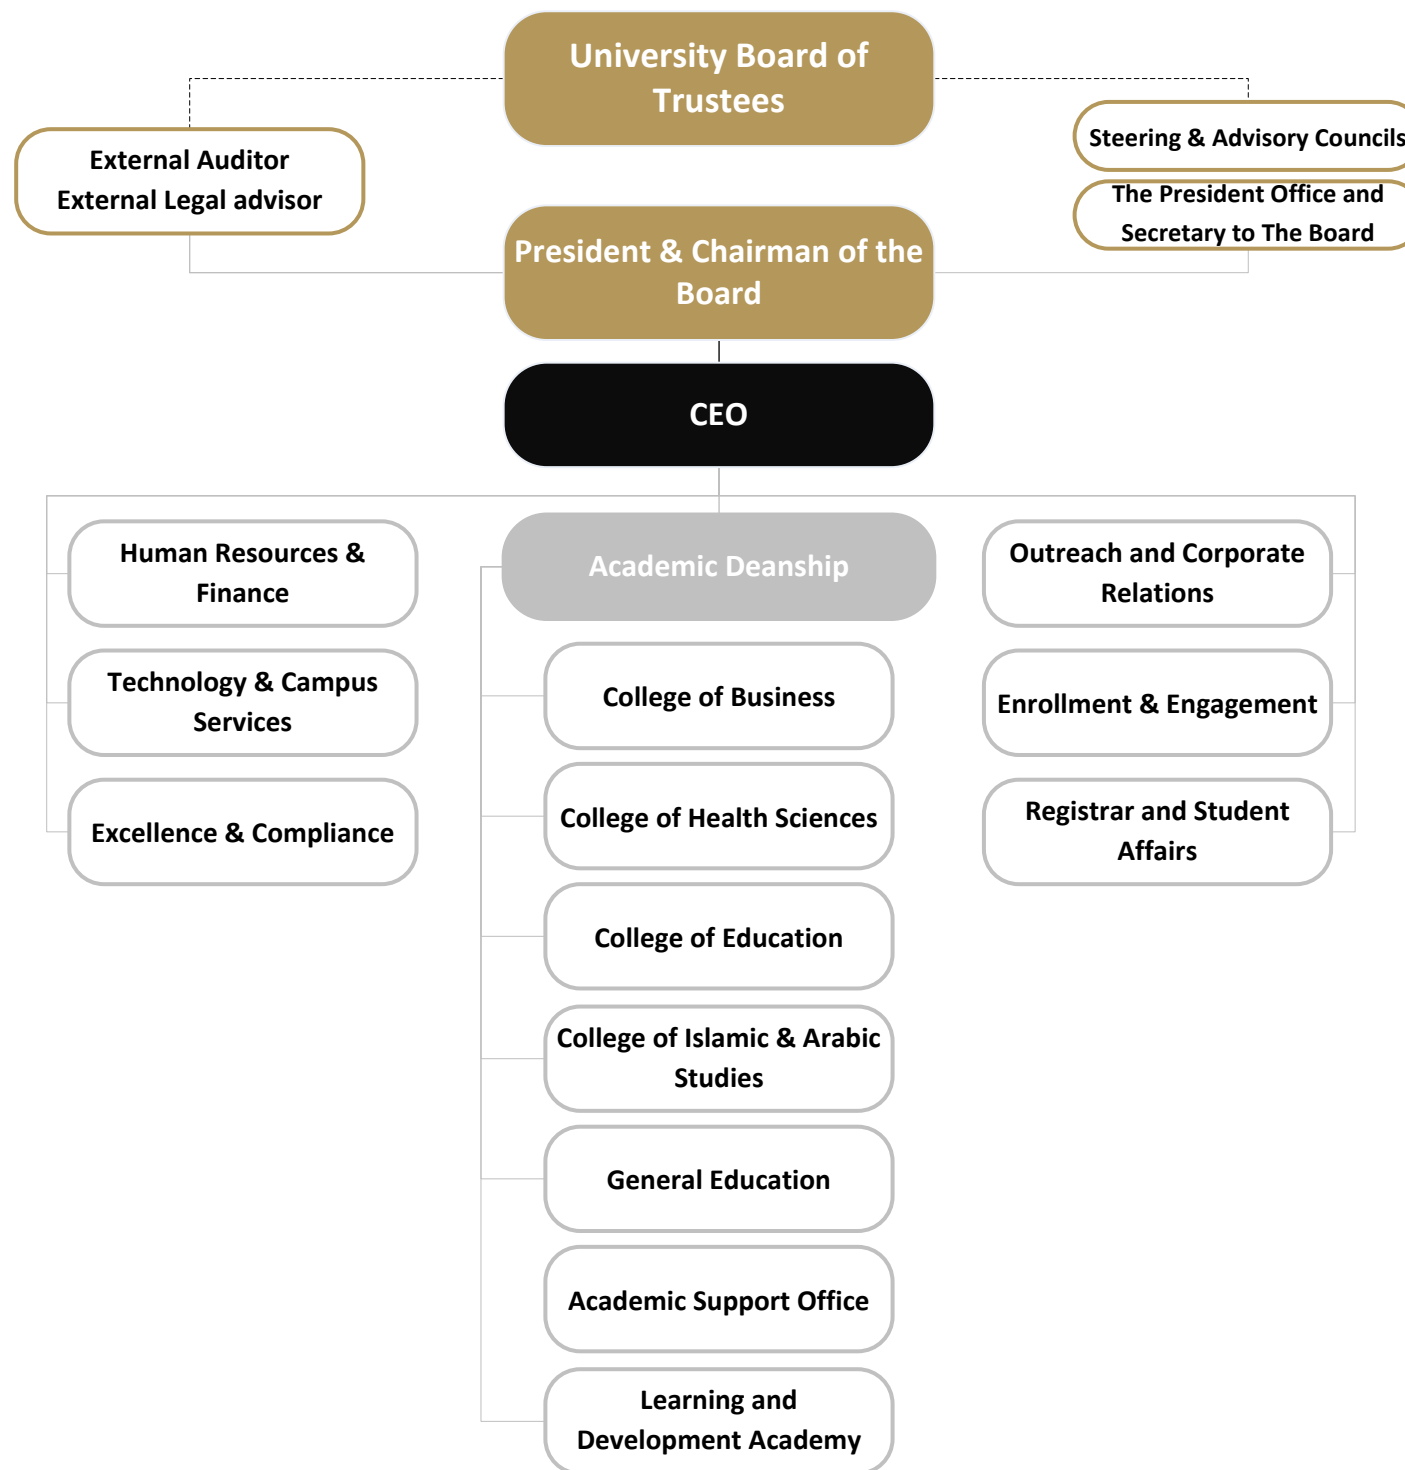 University Board of
Trustees
External Auditor
External Legal advisor
Steering & Advisory Councils
The President Office and
Secretary to The Board
President & Chairman of the
Board
CEO
Human Resources &
Finance
Technology & Campus
Services
Excellence & Compliance
Academic Deanship
College of Business
College of Health Sciences
College of Education
College of Islamic & Arabic
Studies
General Education
Academic Support Office
Learning and
Development Academy
Outreach and Corporate
Relations
Enrollment & Engagement
Registrar and Student
Affairs